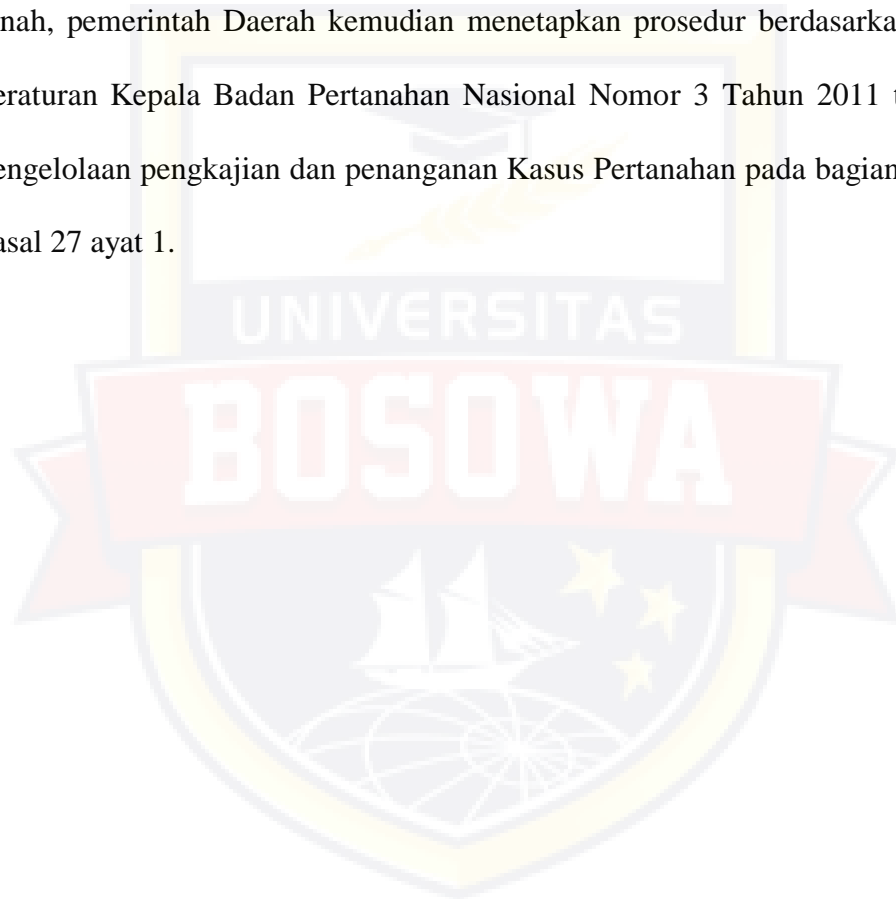 nah, pemerintah Daerah kemudian menetapkan prosedur berdasarka
eraturan Kepala Badan Pertanahan Nasional Nomor 3 Tahun 2011 t
engelolaan pengkajian dan penanganan Kasus Pertanahan pada bagian
asal 27 ayat 1.
UNIVERSITAS
BOSOWA